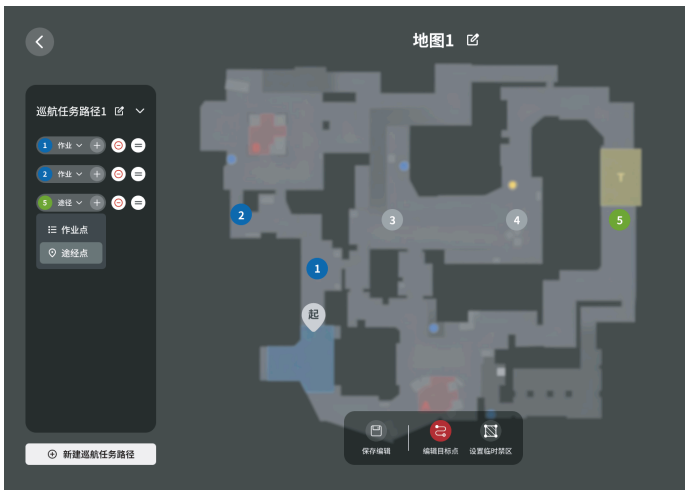 地图1
巡航任务路径1
1 作业
2 作业
5 途径
作业点
途经点
新建巡航任务路径
2
3
4
5
1
起
T
保存编辑
编辑目标点
设置临时禁区